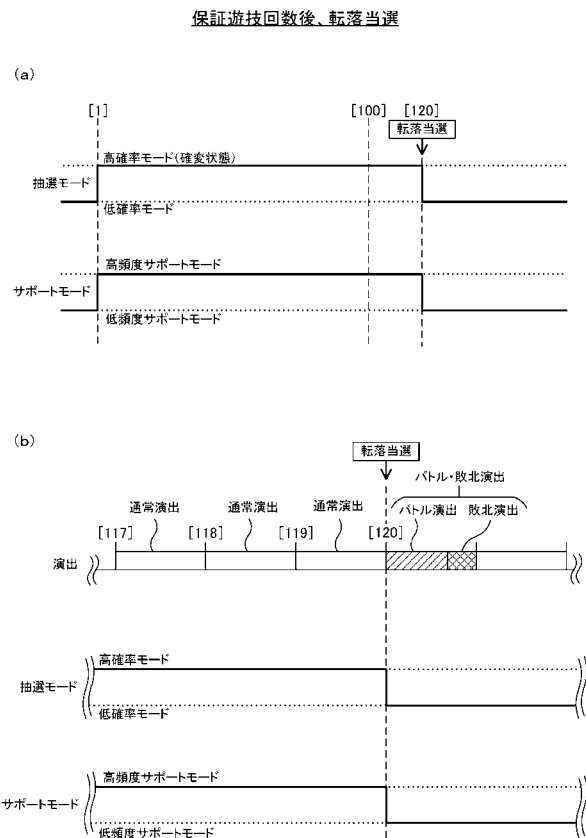 保証遊技回数後、転落当選
(a)
[1] [100] [120]
転落当選
高確率モード(確変状態)
抽選モード
低確率モード
高頻度サポートモード
サポートモード
低頻度サポートモード
(b)
転落当選
バトル・敗北演出
通常演出 通常演出 通常演出 バトル演出 敗北演出
[117] [118] [119] [120]
演出
高確率モード
抽選モード
低確率モード
高頻度サポートモード
サポートモード
低頻度サポートモード